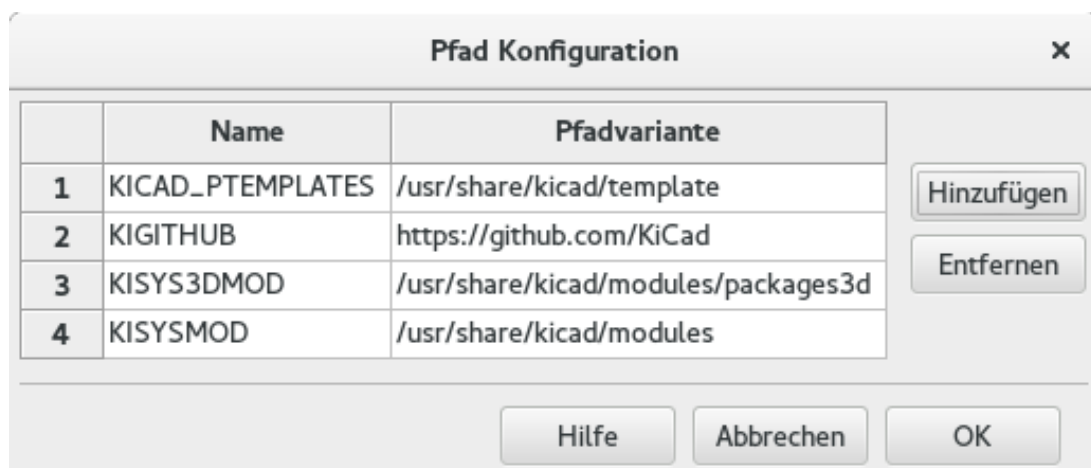 Pfad Konfiguration ×
Name Pfadvariante
1 KICAD_PTEMPLATES /usr/share/kicad/template
2 KIGITHUB https://github.com/KiCad
3 KISYS3DMOD /usr/share/kicad/modules/packages3d
4 KISYSMOD /usr/share/kicad/modules
Hinzufügen
Entfernen
Hilfe Abbrechen OK